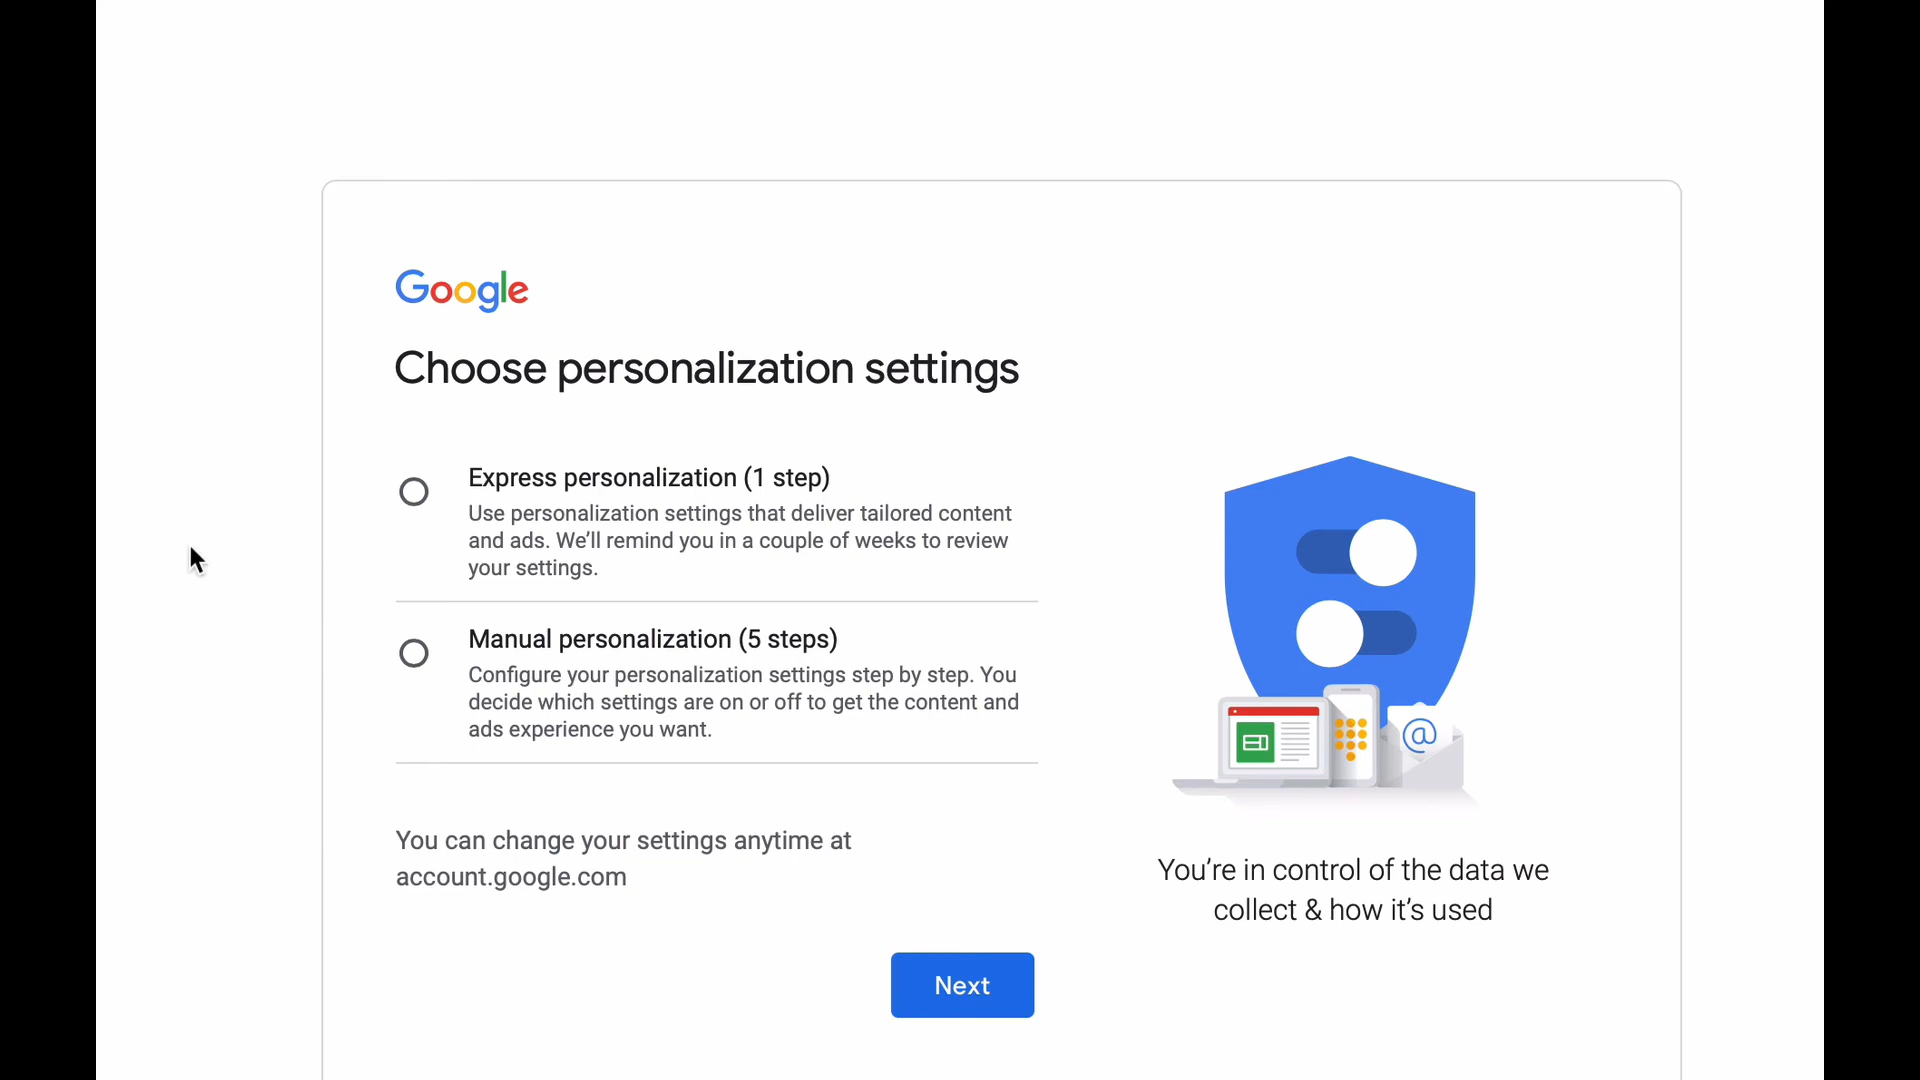 Google
Choose personalization settings
Express personalization (1 step)
Use personalization settings that deliver tailored content
and ads. We’ll remind you in a couple of weeks to review
your settings.
Manual personalization (5 steps)
Configure your personalization settings step by step. You
decide which settings are on or off to get the content and
ads experience you want.
You can change your settings anytime at
account.google.com
Next
@
You’re in control of the data we
collect & how it’s used